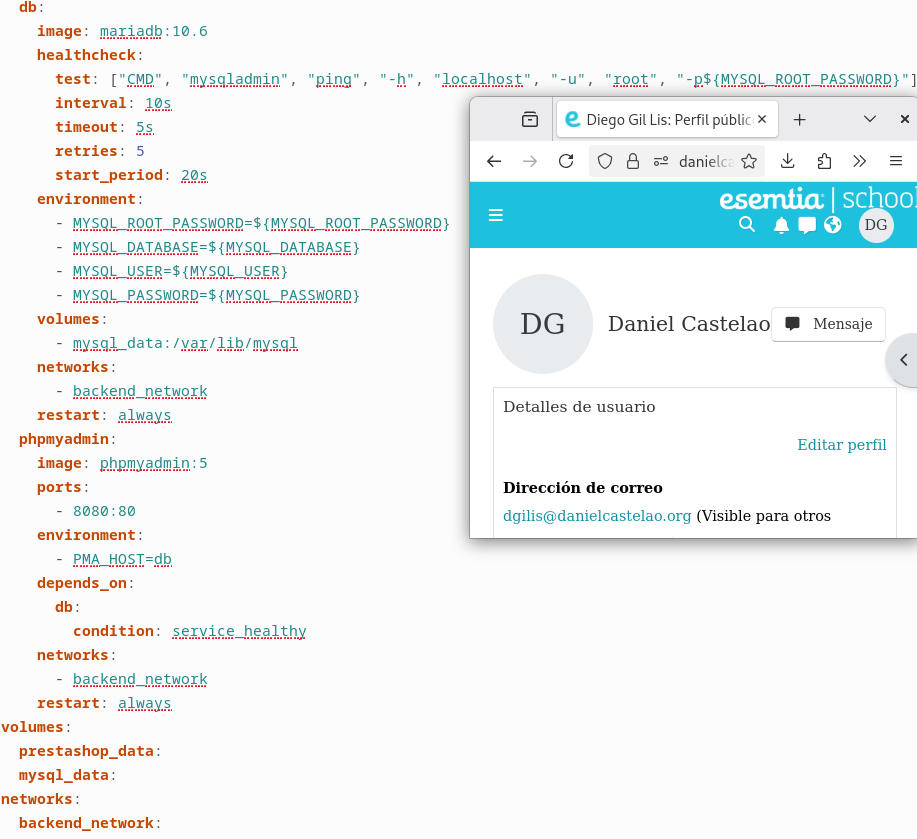 db:
image: mariadb:10.6
healthcheck:
test: ["CMD", "mysqladmin", "ping", "-h", "localhost", "-u", "root", "-p${MYSQL_ROOT_PASSWORD}"]
interval: 10s
timeout: 5s
retries: 5
start_period: 20s
environment:
- MYSQL_ROOT_PASSWORD=${MYSQL_ROOT_PASSWORD}
- MYSQL_DATABASE=${MYSQL_DATABASE}
- MYSQL_USER=${MYSQL_USER}
- MYSQL_PASSWORD=${MYSQL_PASSWORD}
volumes:
- mysql_data:/var/lib/mysql
networks:
- backend_network
restart: always
phpmyadmin:
image: phpmyadmin:5
ports:
- 8080:80
environment:
- PMA_HOST=db
depends_on:
db:
condition: service_healthy
networks:
- backend_network
restart: always
volumes:
prestashop_data:
mysql_data:
networks:
backend_network:
Diego Gil Lis: Perfil públic
danielca
esemtia | school
DG
DG
Daniel Castelao
Mensaje
Detalles de usuario
Editar perfil
Dirección de correo
dgilis@danielcastelao.org (Visible para otros